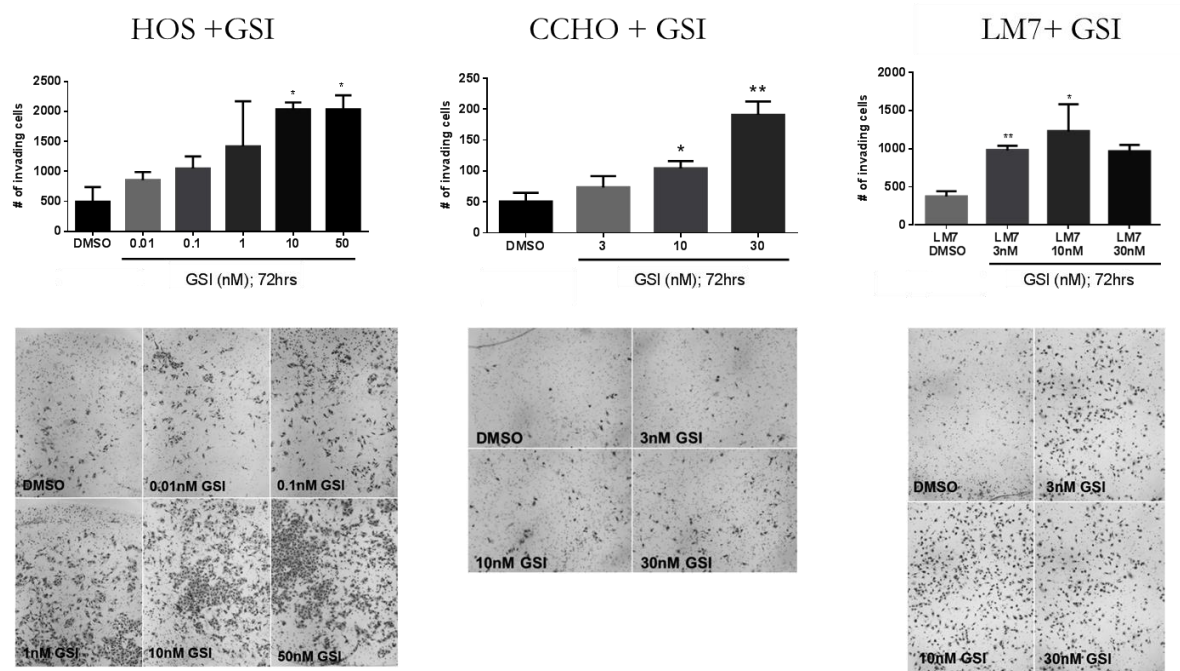 HOS +GSI
2500
2000
1500
1000
500
0
# of invading cells
*
*
DMSO 0.01 0.1 1 10 50
GSI (nM); 72hrs
CCHO + GSI
250
200
150
100
50
0
# of invading cells
*
**
DMSO 3 10 30
GSI (nM); 72hrs
LM7+ GSI
2000
1500
1000
500
0
# of invading cells
**
*
LM7 LM7 LM7 LM7
DMSO 3nM 10nM 30nM
GSI (nM); 72hrs
DMSO 0.01nM GSI 0.1nM GSI
1nM GSI 10nM GSI 50nM GSI
DMSO 3nM GSI
10nM GSI 30nM GSI
DMSO 3nM GSI
10nM GSI 30nM GSI